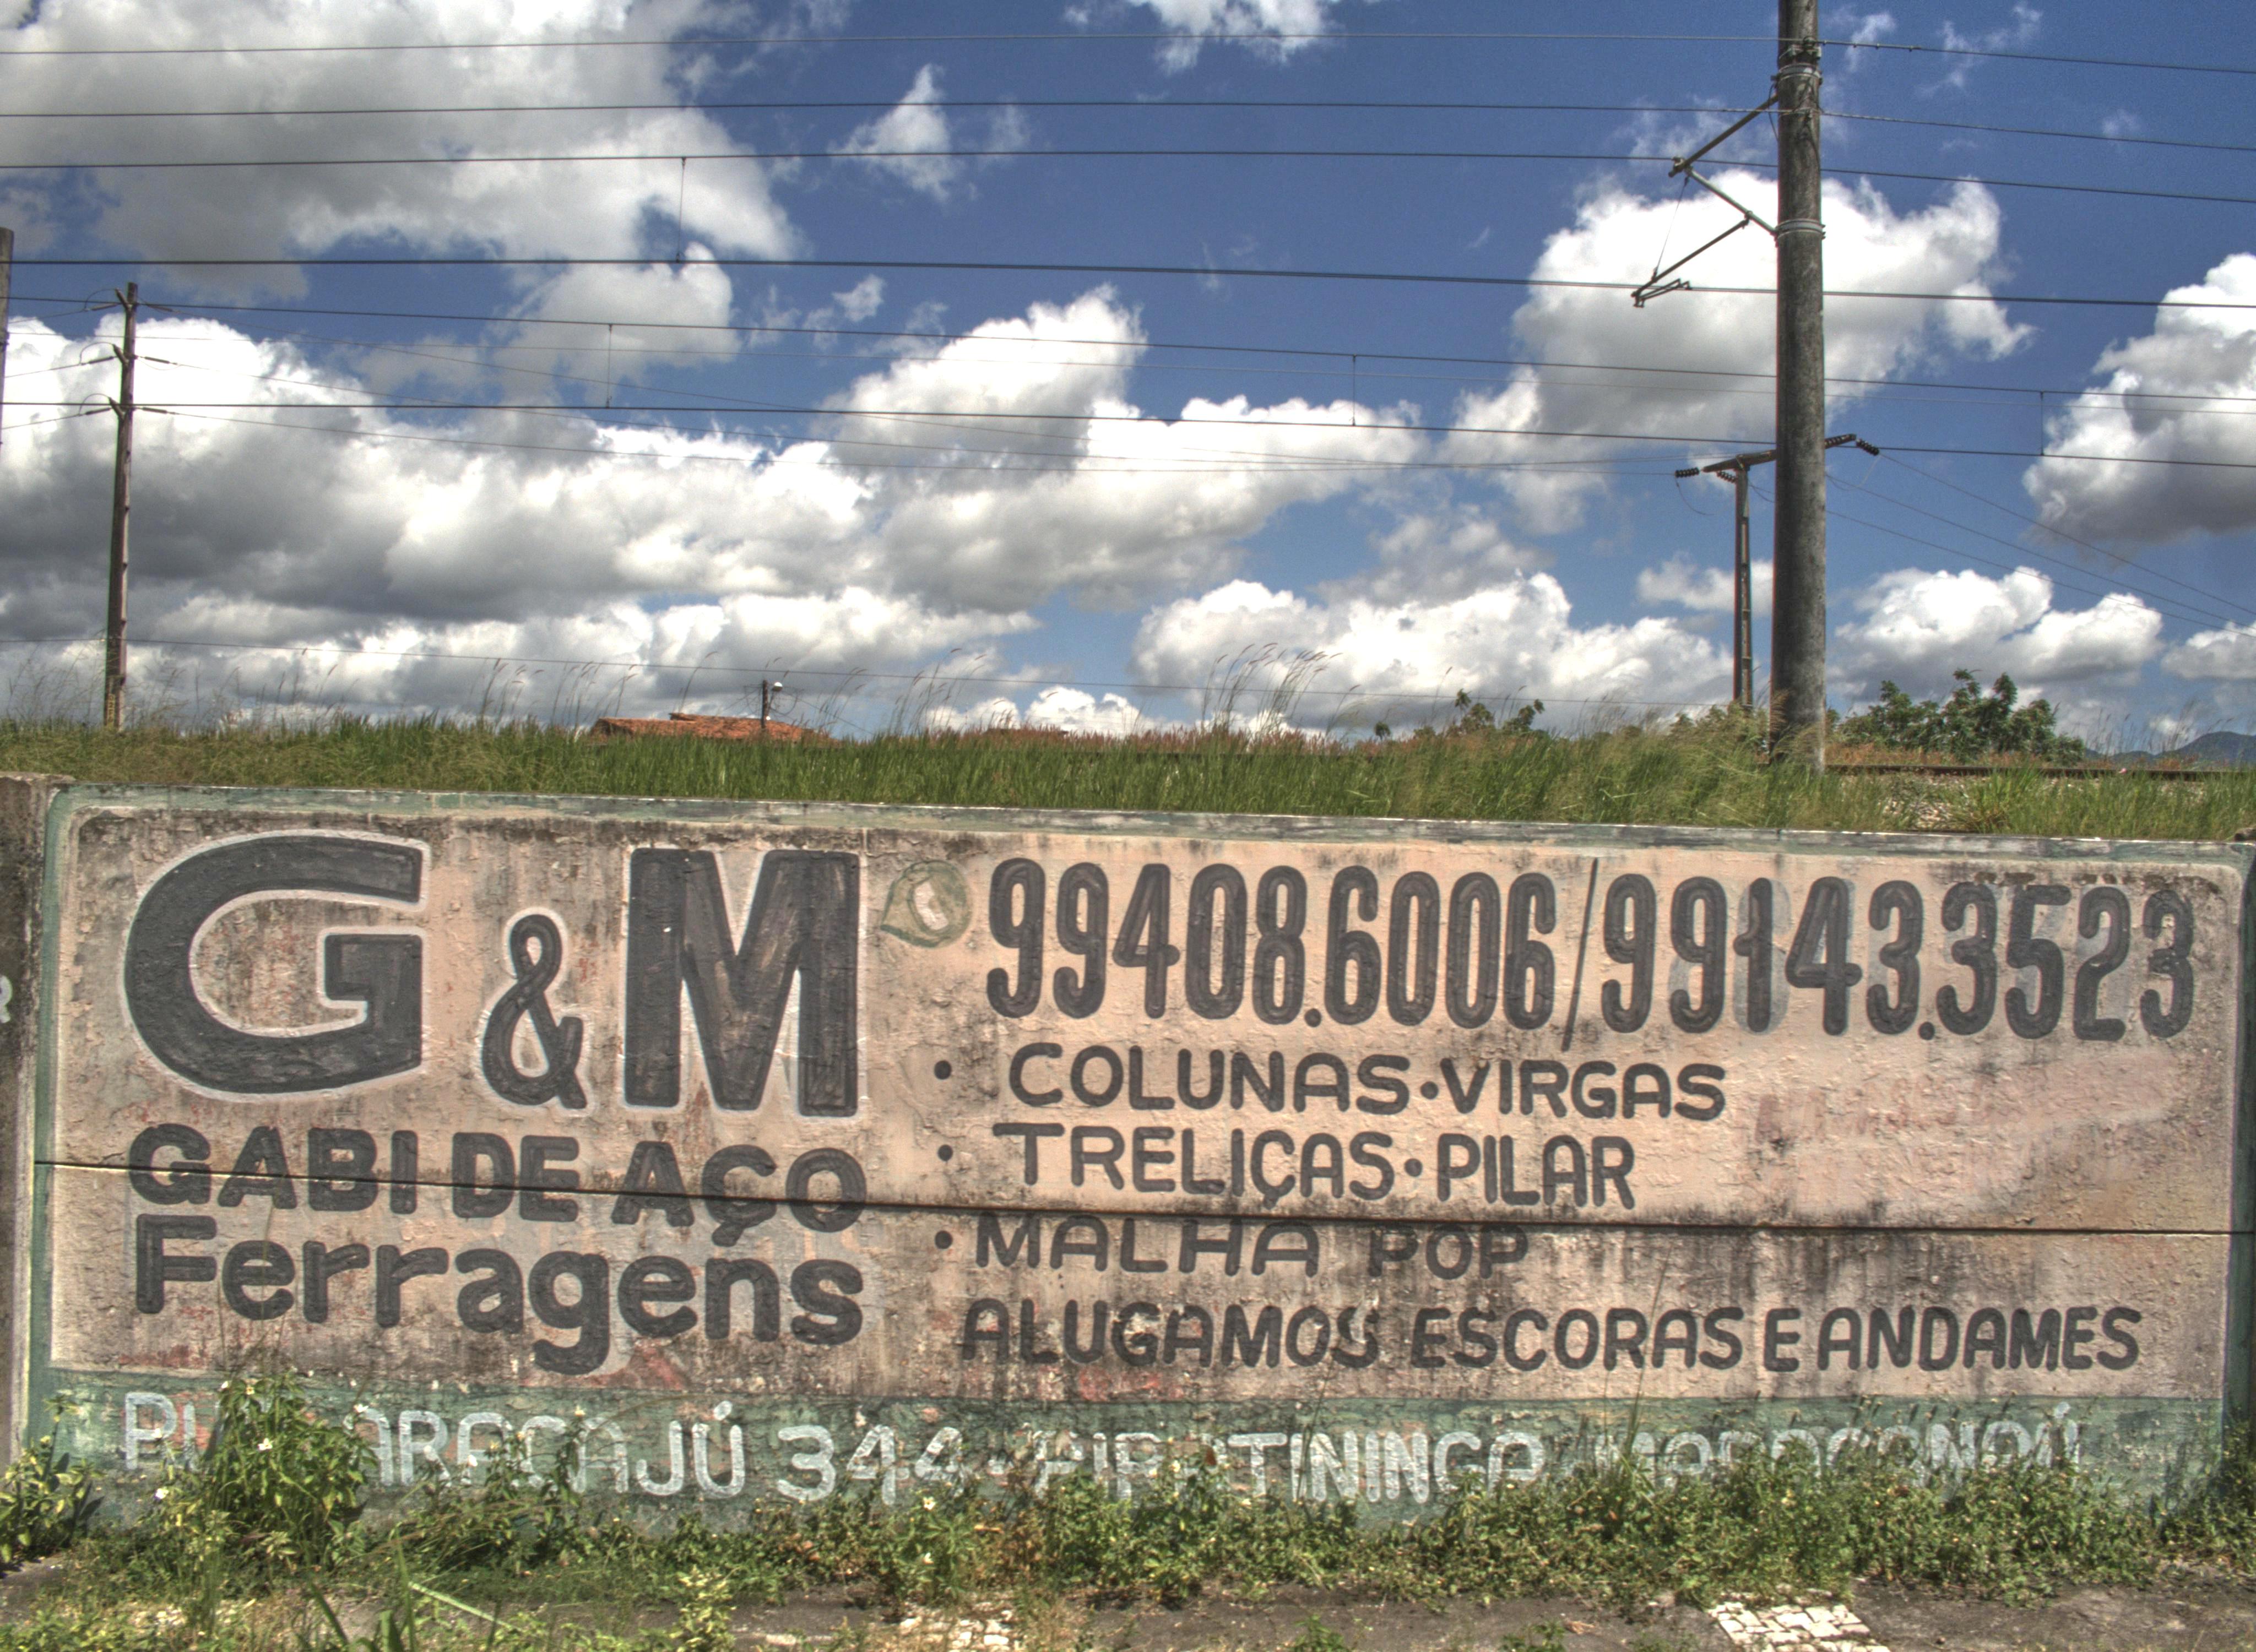 G & M
GABI DE AÇO
Ferragens
99408.6006/99143.3523
• COLUNAS • VIRGAS
• TRELIÇAS • PILAR
• MALHA POP
ALUGAMOS ESCORAS E ANDAMES
ARACAJÚ 344 - PIRATININGA